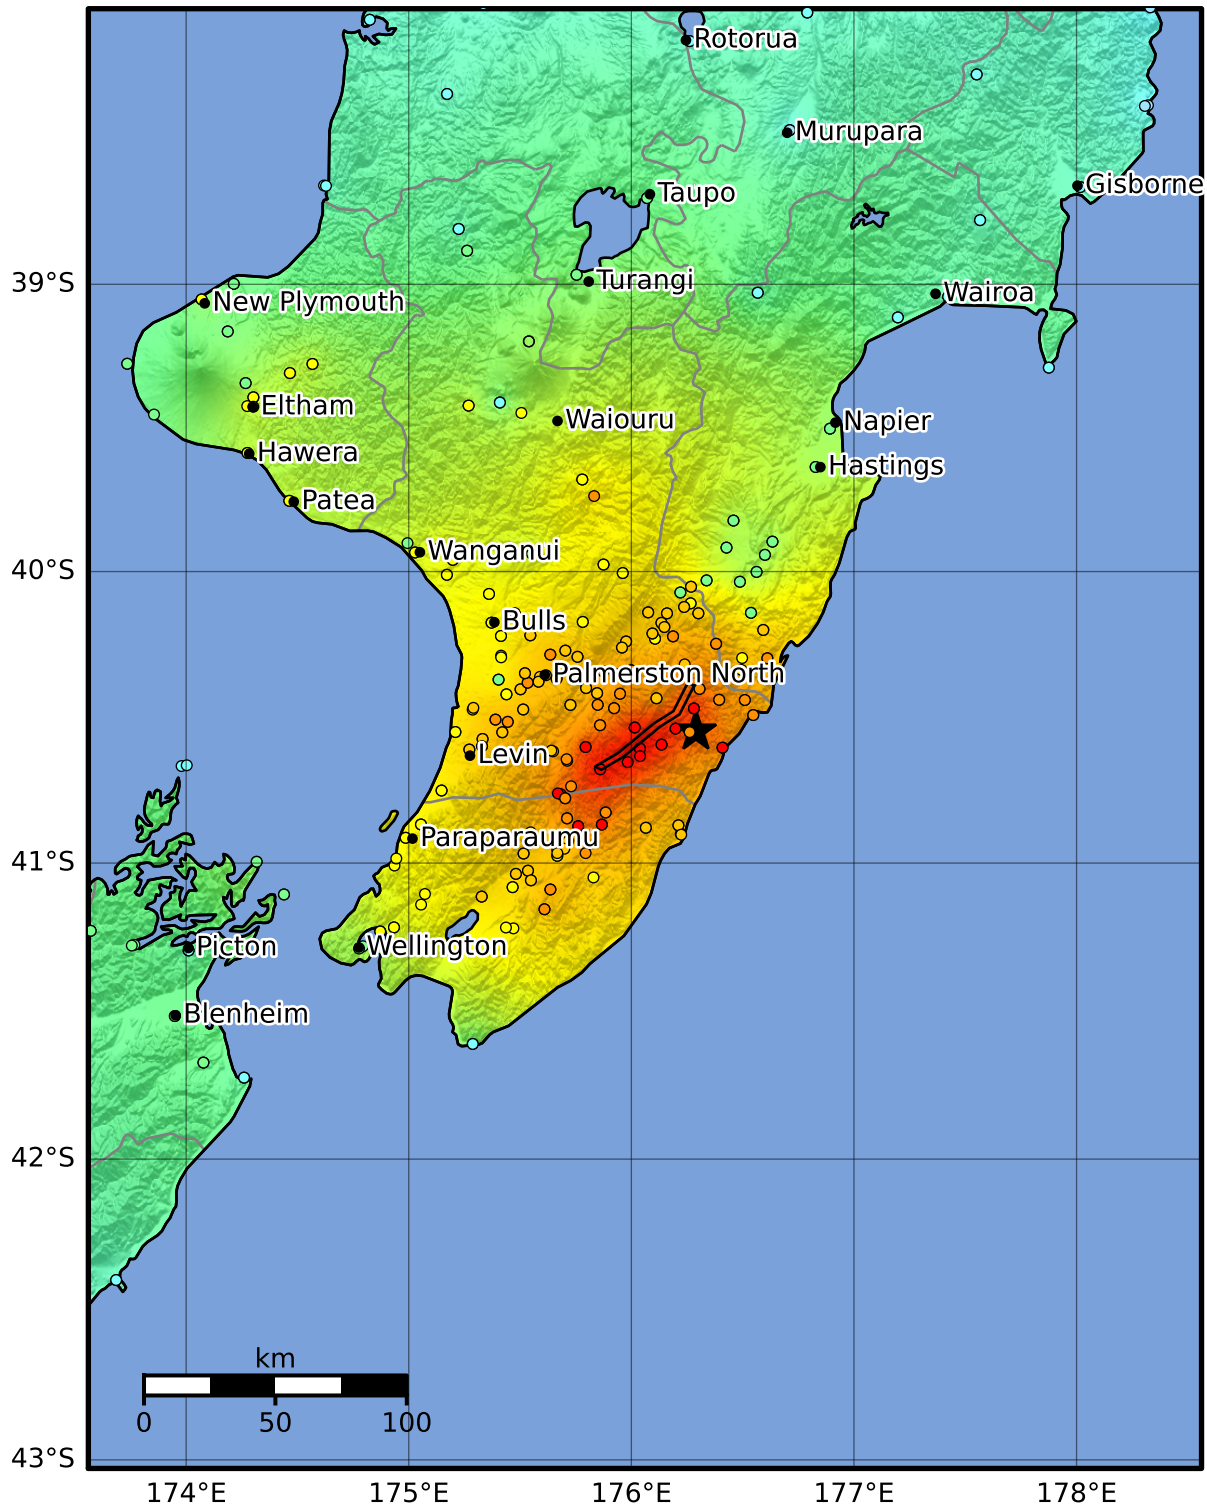 Rotorua
Murupara
Gisborne
Taupo
Turangi
39°S
Wairoa
New Plymouth
Eltham
Waiouru
Napier
Hawera
Hastings
Patea
Wanganui
40°S
Bulls
Palmerston North
Levin
Paraparaumu
41°S
Picton
Wellington
Blenheim
42°S
km
0 50 100
43°S
174°E 175°E 176°E 177°E 178°E